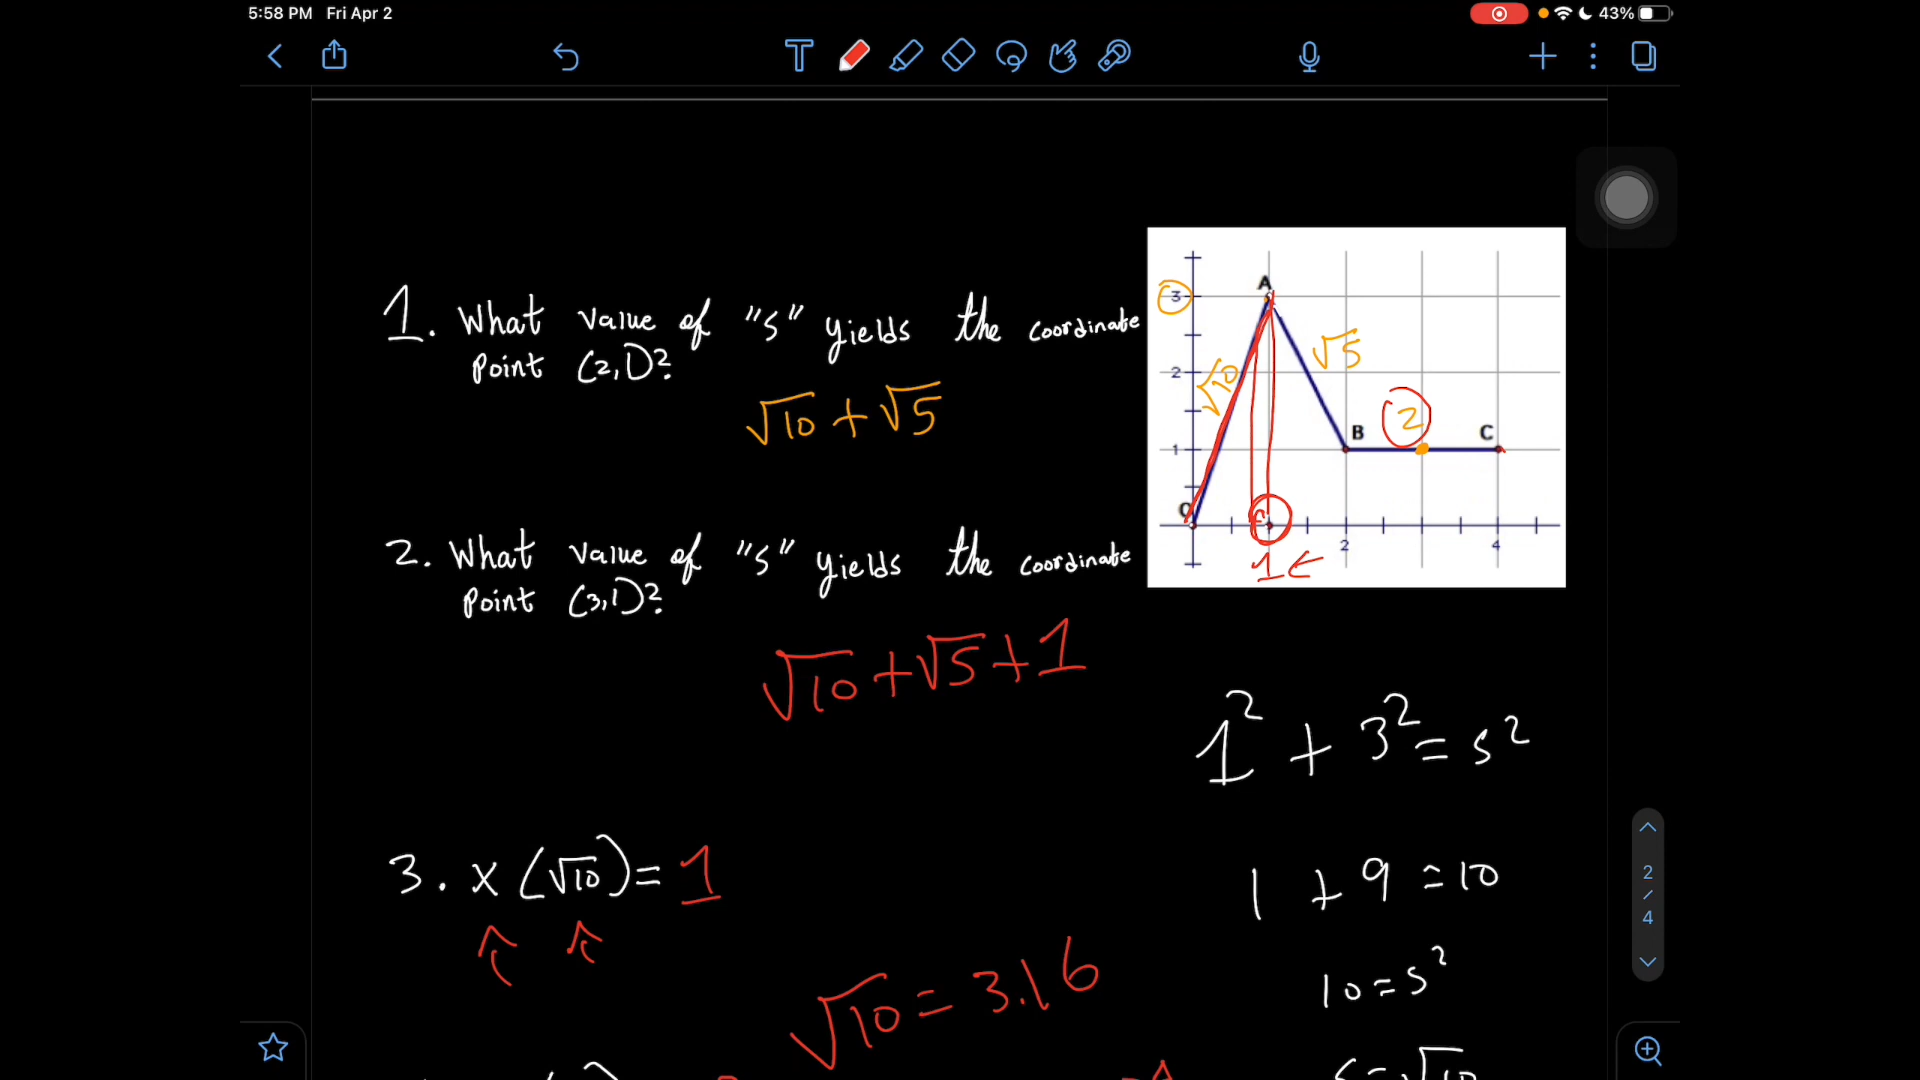 5:58 PM Fri Apr 2
43%
1. What value of "s" yields the coordinate
point (2,1)?
√10 + √5
2. What value of "s" yields the coordinate
point (3,1)?
√10 + √5 + 1
3. x (√10) = 1
√10 = 3.16
A
3
√5
√10
2
2
B
C
1
2
4
1
1² + 3² = s²
1 + 9 = 10
10 = s²
s = √10
2
/
4